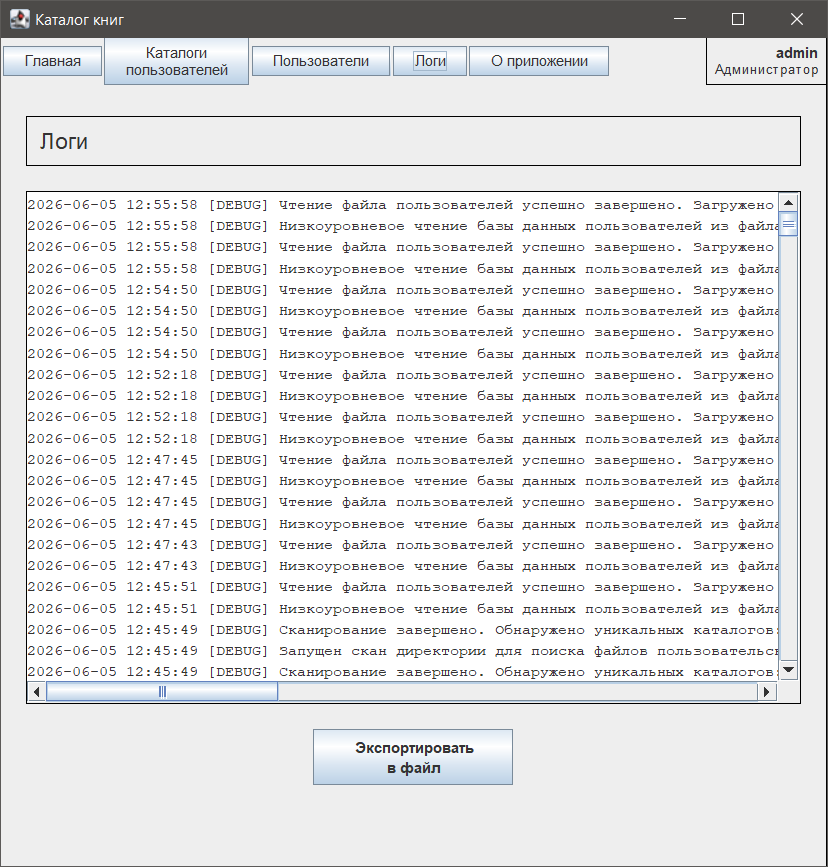 Каталог книг
Главная
Каталоги
пользователей
Пользователи
Логи
О приложении
admin
Администратор
Логи
2026-06-05 12:55:58 [DEBUG] Чтение файла пользователей успешно завершено. Загружено
2026-06-05 12:55:58 [DEBUG] Низкоуровневое чтение базы данных пользователей из файла
2026-06-05 12:55:58 [DEBUG] Чтение файла пользователей успешно завершено. Загружено
2026-06-05 12:55:58 [DEBUG] Низкоуровневое чтение базы данных пользователей из файла
2026-06-05 12:54:50 [DEBUG] Чтение файла пользователей успешно завершено. Загружено
2026-06-05 12:54:50 [DEBUG] Низкоуровневое чтение базы данных пользователей из файла
2026-06-05 12:54:50 [DEBUG] Чтение файла пользователей успешно завершено. Загружено
2026-06-05 12:54:50 [DEBUG] Низкоуровневое чтение базы данных пользователей из файла
2026-06-05 12:52:18 [DEBUG] Чтение файла пользователей успешно завершено. Загружено
2026-06-05 12:52:18 [DEBUG] Низкоуровневое чтение базы данных пользователей из файла
2026-06-05 12:52:18 [DEBUG] Чтение файла пользователей успешно завершено. Загружено
2026-06-05 12:52:18 [DEBUG] Низкоуровневое чтение базы данных пользователей из файла
2026-06-05 12:47:45 [DEBUG] Чтение файла пользователей успешно завершено. Загружено
2026-06-05 12:47:45 [DEBUG] Низкоуровневое чтение базы данных пользователей из файла
2026-06-05 12:47:45 [DEBUG] Чтение файла пользователей успешно завершено. Загружено
2026-06-05 12:47:45 [DEBUG] Низкоуровневое чтение базы данных пользователей из файла
2026-06-05 12:47:43 [DEBUG] Чтение файла пользователей успешно завершено. Загружено
2026-06-05 12:47:43 [DEBUG] Низкоуровневое чтение базы данных пользователей из файла
2026-06-05 12:45:51 [DEBUG] Чтение файла пользователей успешно завершено. Загружено
2026-06-05 12:45:51 [DEBUG] Низкоуровневое чтение базы данных пользователей из файла
2026-06-05 12:45:49 [DEBUG] Сканирование завершено. Обнаружено уникальных каталогов:
2026-06-05 12:45:49 [DEBUG] Запущен скан директории для поиска файлов пользовательс
2026-06-05 12:45:49 [DEBUG] Сканирование завершено. Обнаружено уникальных каталогов:
Экспортировать
в файл